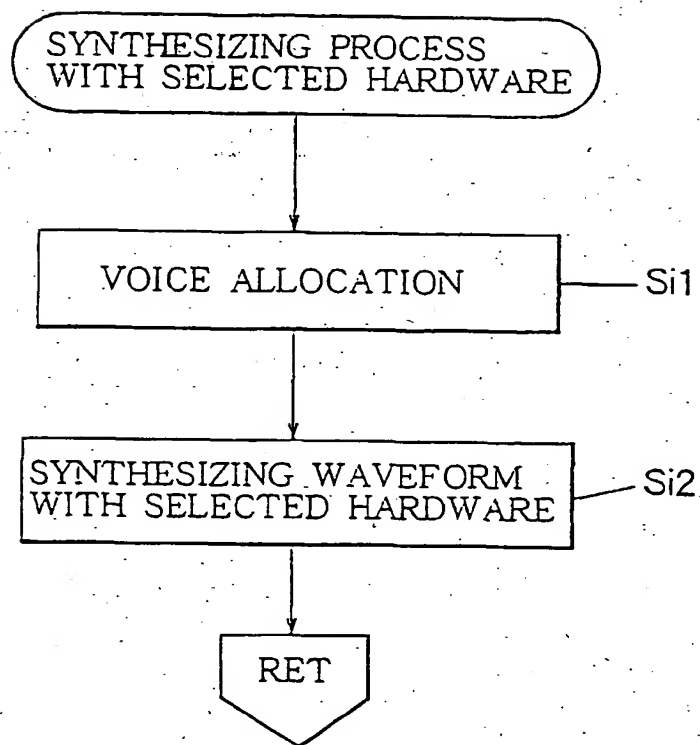 SYNTHESIZING PROCESS
WITH SELECTED HARDWARE
VOICE ALLOCATION
Si1
SYNTHESIZING WAVEFORM
WITH SELECTED HARDWARE
Si2
RET